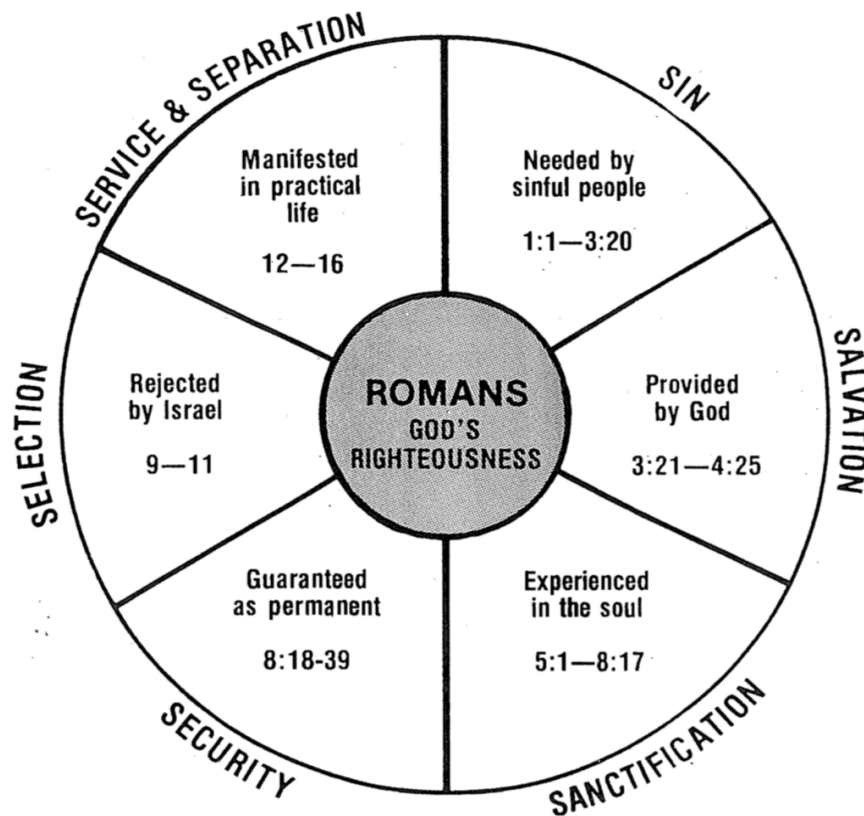 SERVICE & SEPARATION
SIN
Manifested
in practical
life
12—16
Needed by
sinful people
1:1—3:20
SELECTION
Rejected
by Israel
9—11
ROMANS
GOD'S
RIGHTEOUSNESS
Provided
by God
3:21—4:25
SALVATION
Guaranteed
as permanent
8:18-39
Experienced
in the soul
5:1—8:17
SECURITY
SANCTIFICATION